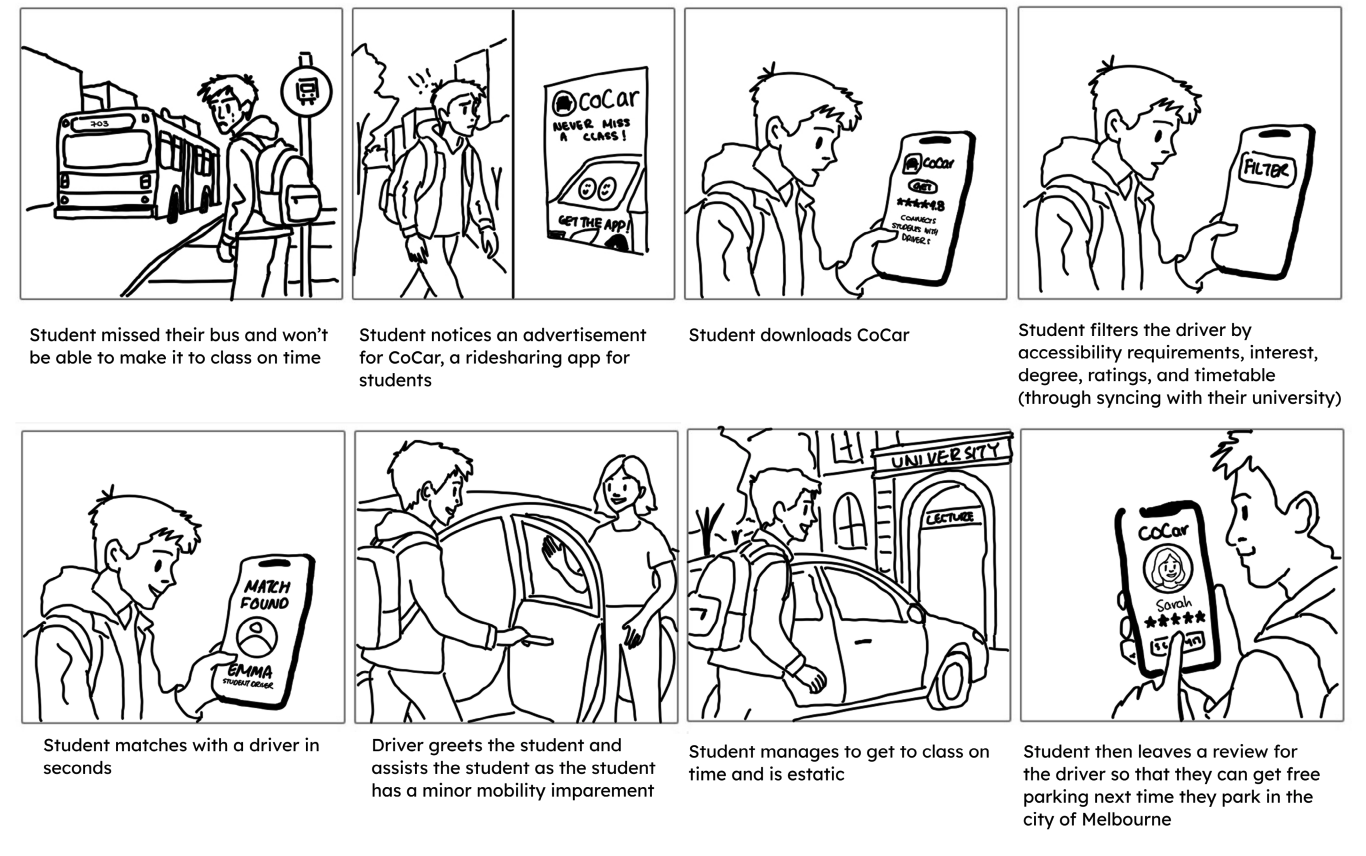 703
CoCar
NEVER MISS
A CLASS!
GET THE APP!
CoCar
GET
★★★★4.8
CONNECTS
STUDENTS WITH
DRIVERS
FILTER
Student missed their bus and won't
be able to make it to class on time
Student notices an advertisement
for CoCar, a ridesharing app for
students
Student downloads CoCar
Student filters the driver by
accessibility requirements, interest,
degree, ratings, and timetable
(through syncing with their university)
MATCH
FOUND
EMMA
STUDENT DRIVER
UNIVERSITY
LECTURE
CoCar
Sarah
★★★★★
Student matches with a driver in
seconds
Driver greets the student and
assists the student as the student
has a minor mobility imparement
Student manages to get to class on
time and is estatic
Student then leaves a review for
the driver so that they can get free
parking next time they park in the
city of Melbourne